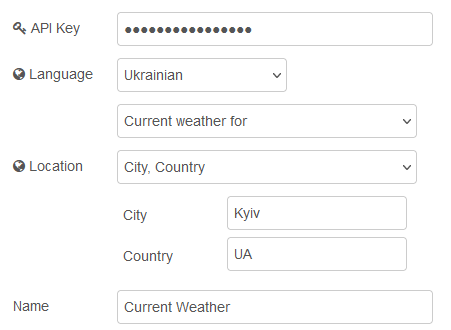 API Key ●●●●●●●●●●●●●●●●
Language Ukrainian
Current weather for
Location City, Country
City Kyiv
Country UA
Name Current Weather